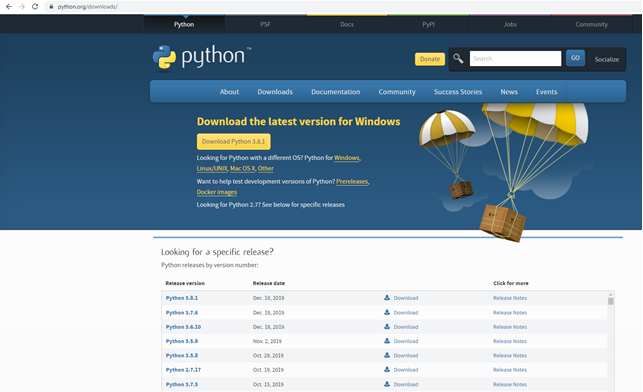 python.org/downloads/
Python PSF Docs PyPI Jobs Community
python™
Donate Search GO Socialize
About Downloads Documentation Community Success Stories News Events
Download the latest version for Windows
Download Python 3.8.1
Looking for Python with a different OS? Python for Windows,
Linux/UNIX, Mac OS X, Other
Want to help test development versions of Python? Prereleases,
Docker images
Looking for Python 2.7? See below for specific releases
Looking for a specific release?
Python releases by version number:
Release version Release date Click for more
Python 3.8.1 Dec. 18, 2019 Download Release Notes
Python 3.7.6 Dec. 18, 2019 Download Release Notes
Python 3.6.10 Dec. 18, 2019 Download Release Notes
Python 3.5.9 Nov. 2, 2019 Download Release Notes
Python 3.5.8 Oct. 29, 2019 Download Release Notes
Python 2.7.17 Oct. 19, 2019 Download Release Notes
Python 3.7.5 Oct. 15, 2019 Download Release Notes